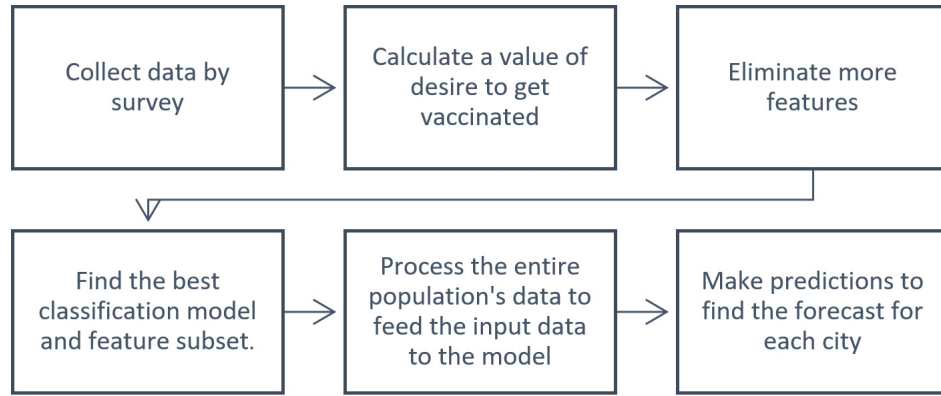 Collect data by
survey
Calculate a value of
desire to get
vaccinated
Eliminate more
features
Find the best
classification model
and feature subset.
Process the entire
population's data to
feed the input data
to the model
Make predictions to
find the forecast for
each city